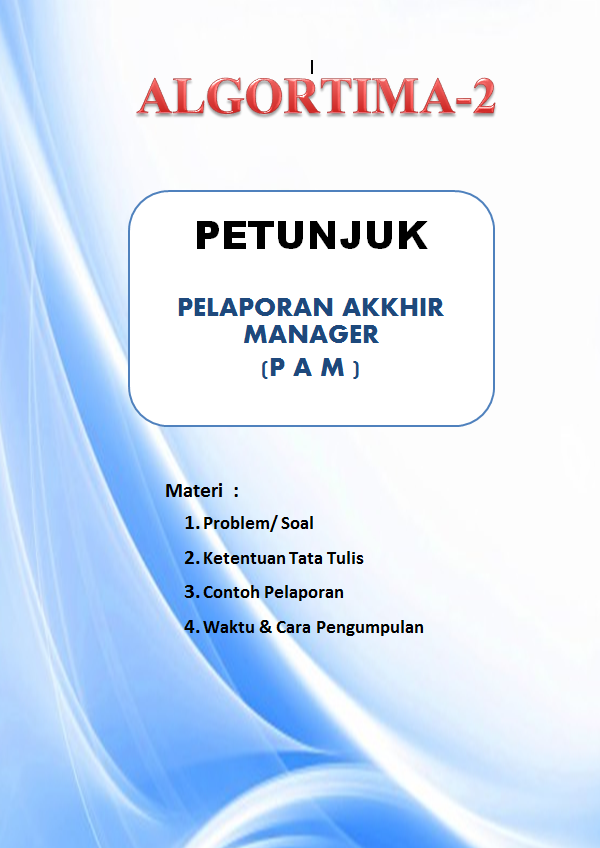 ALGORTIMA-2
PETUNJUK
PELAPORAN AKKHIR
MANAGER
(P A M )
Materi :
1. Problem/ Soal
2. Ketentuan Tata Tulis
3. Contoh Pelaporan
4. Waktu & Cara Pengumpulan